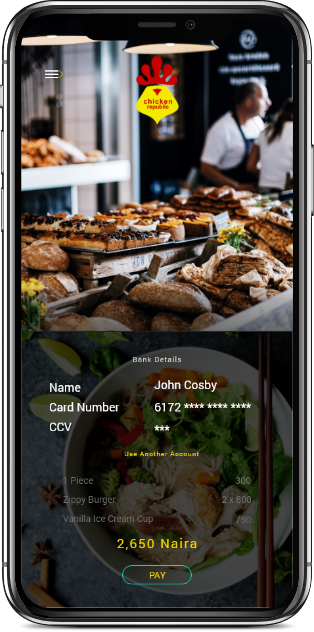 chicken
republic
Bank Details
Name John Cosby
Card Number 6172 **** **** ****
CCV ***
Use Another Account
1 Piece 300
Zippy Burger 2 x 800
Vanilla Ice Cream Cup 750
2,650 Naira
PAY